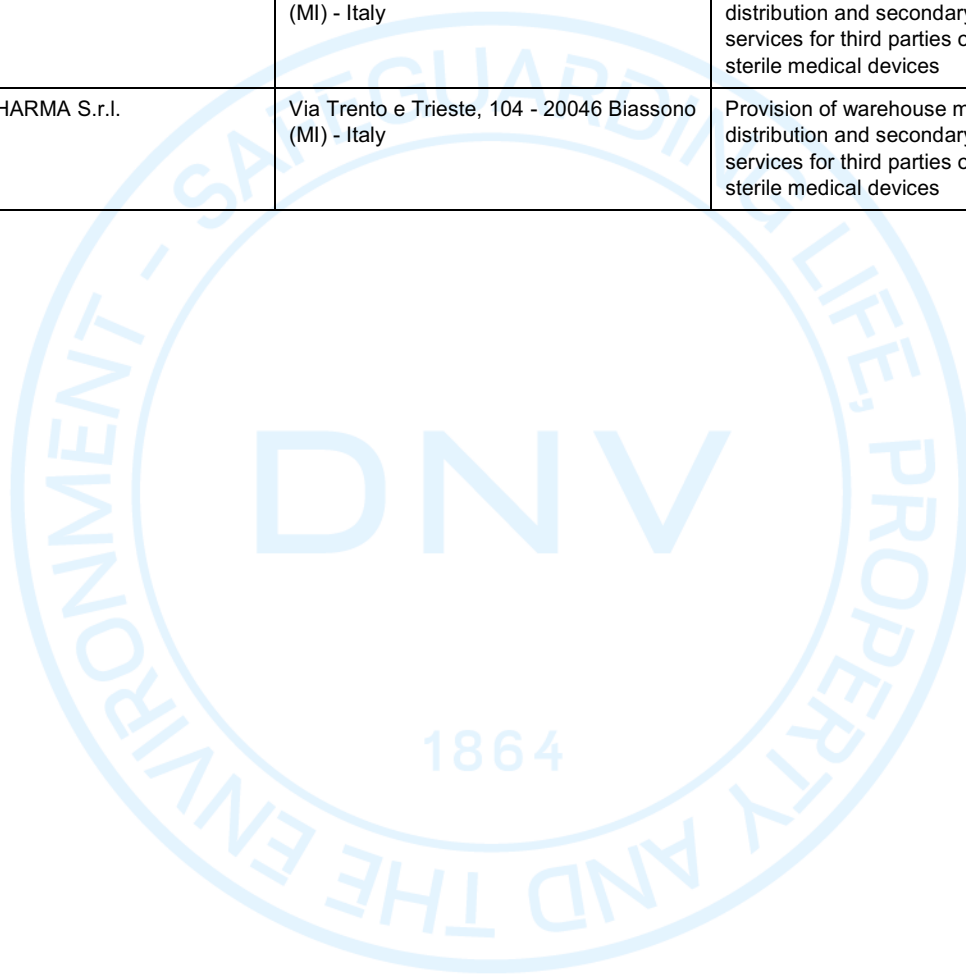 (MI) - Italy
distribution and secondary
services for third parties
sterile medical devices
HARMA S.r.l.
Via Trento e Trieste, 104 - 20046 Biassono
(MI) - Italy
Provision of warehouse
distribution and secondary
services for third parties
sterile medical devices
SAFEGUARDING LIFE, PROPERTY AND THE ENVIRONMENT -
DNV
1864